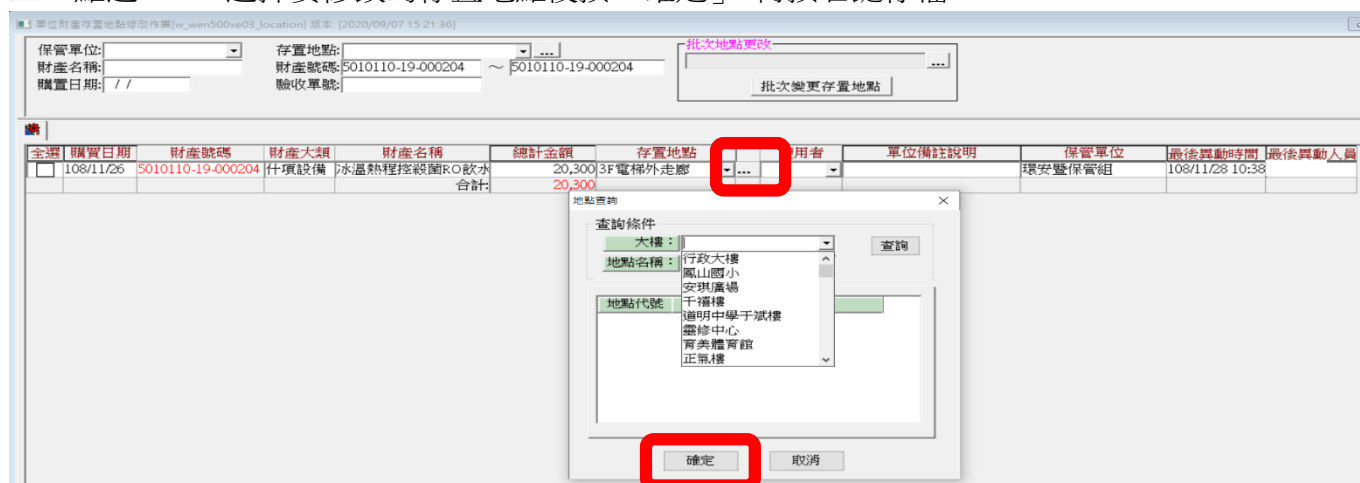 單位財產存置地點修改作業[w_wen500xe03_location] 版本: [2020/09/07 15:21:36]
保管單位: 存置地點: ... 批次地點更改
財產名稱: 財產號碼: 5010110-19-000204 ～ 5010110-19-000204 ...
購置日期: / / 驗收單號: 批次變更存置地點
全選 購買日期 財產號碼 財產大類 財產名稱 總計金額 存置地點 使用者 單位備註說明 保管單位 最後異動時間 最後異動人員
108/11/26 5010110-19-000204 什項設備 冰溫熱程控殺菌RO飲水 20,300 3F電梯外走廊 ... 環安暨保管組 108/11/28 10:38
合計: 20,300
地點查詢
查詢條件
大樓： 查詢
地點名稱：
行政大樓
鳳山國小
安琪廣場
千禧樓
道明中學于斌樓
靈修中心
育美體育館
正氣樓
地點代號
確定 取消